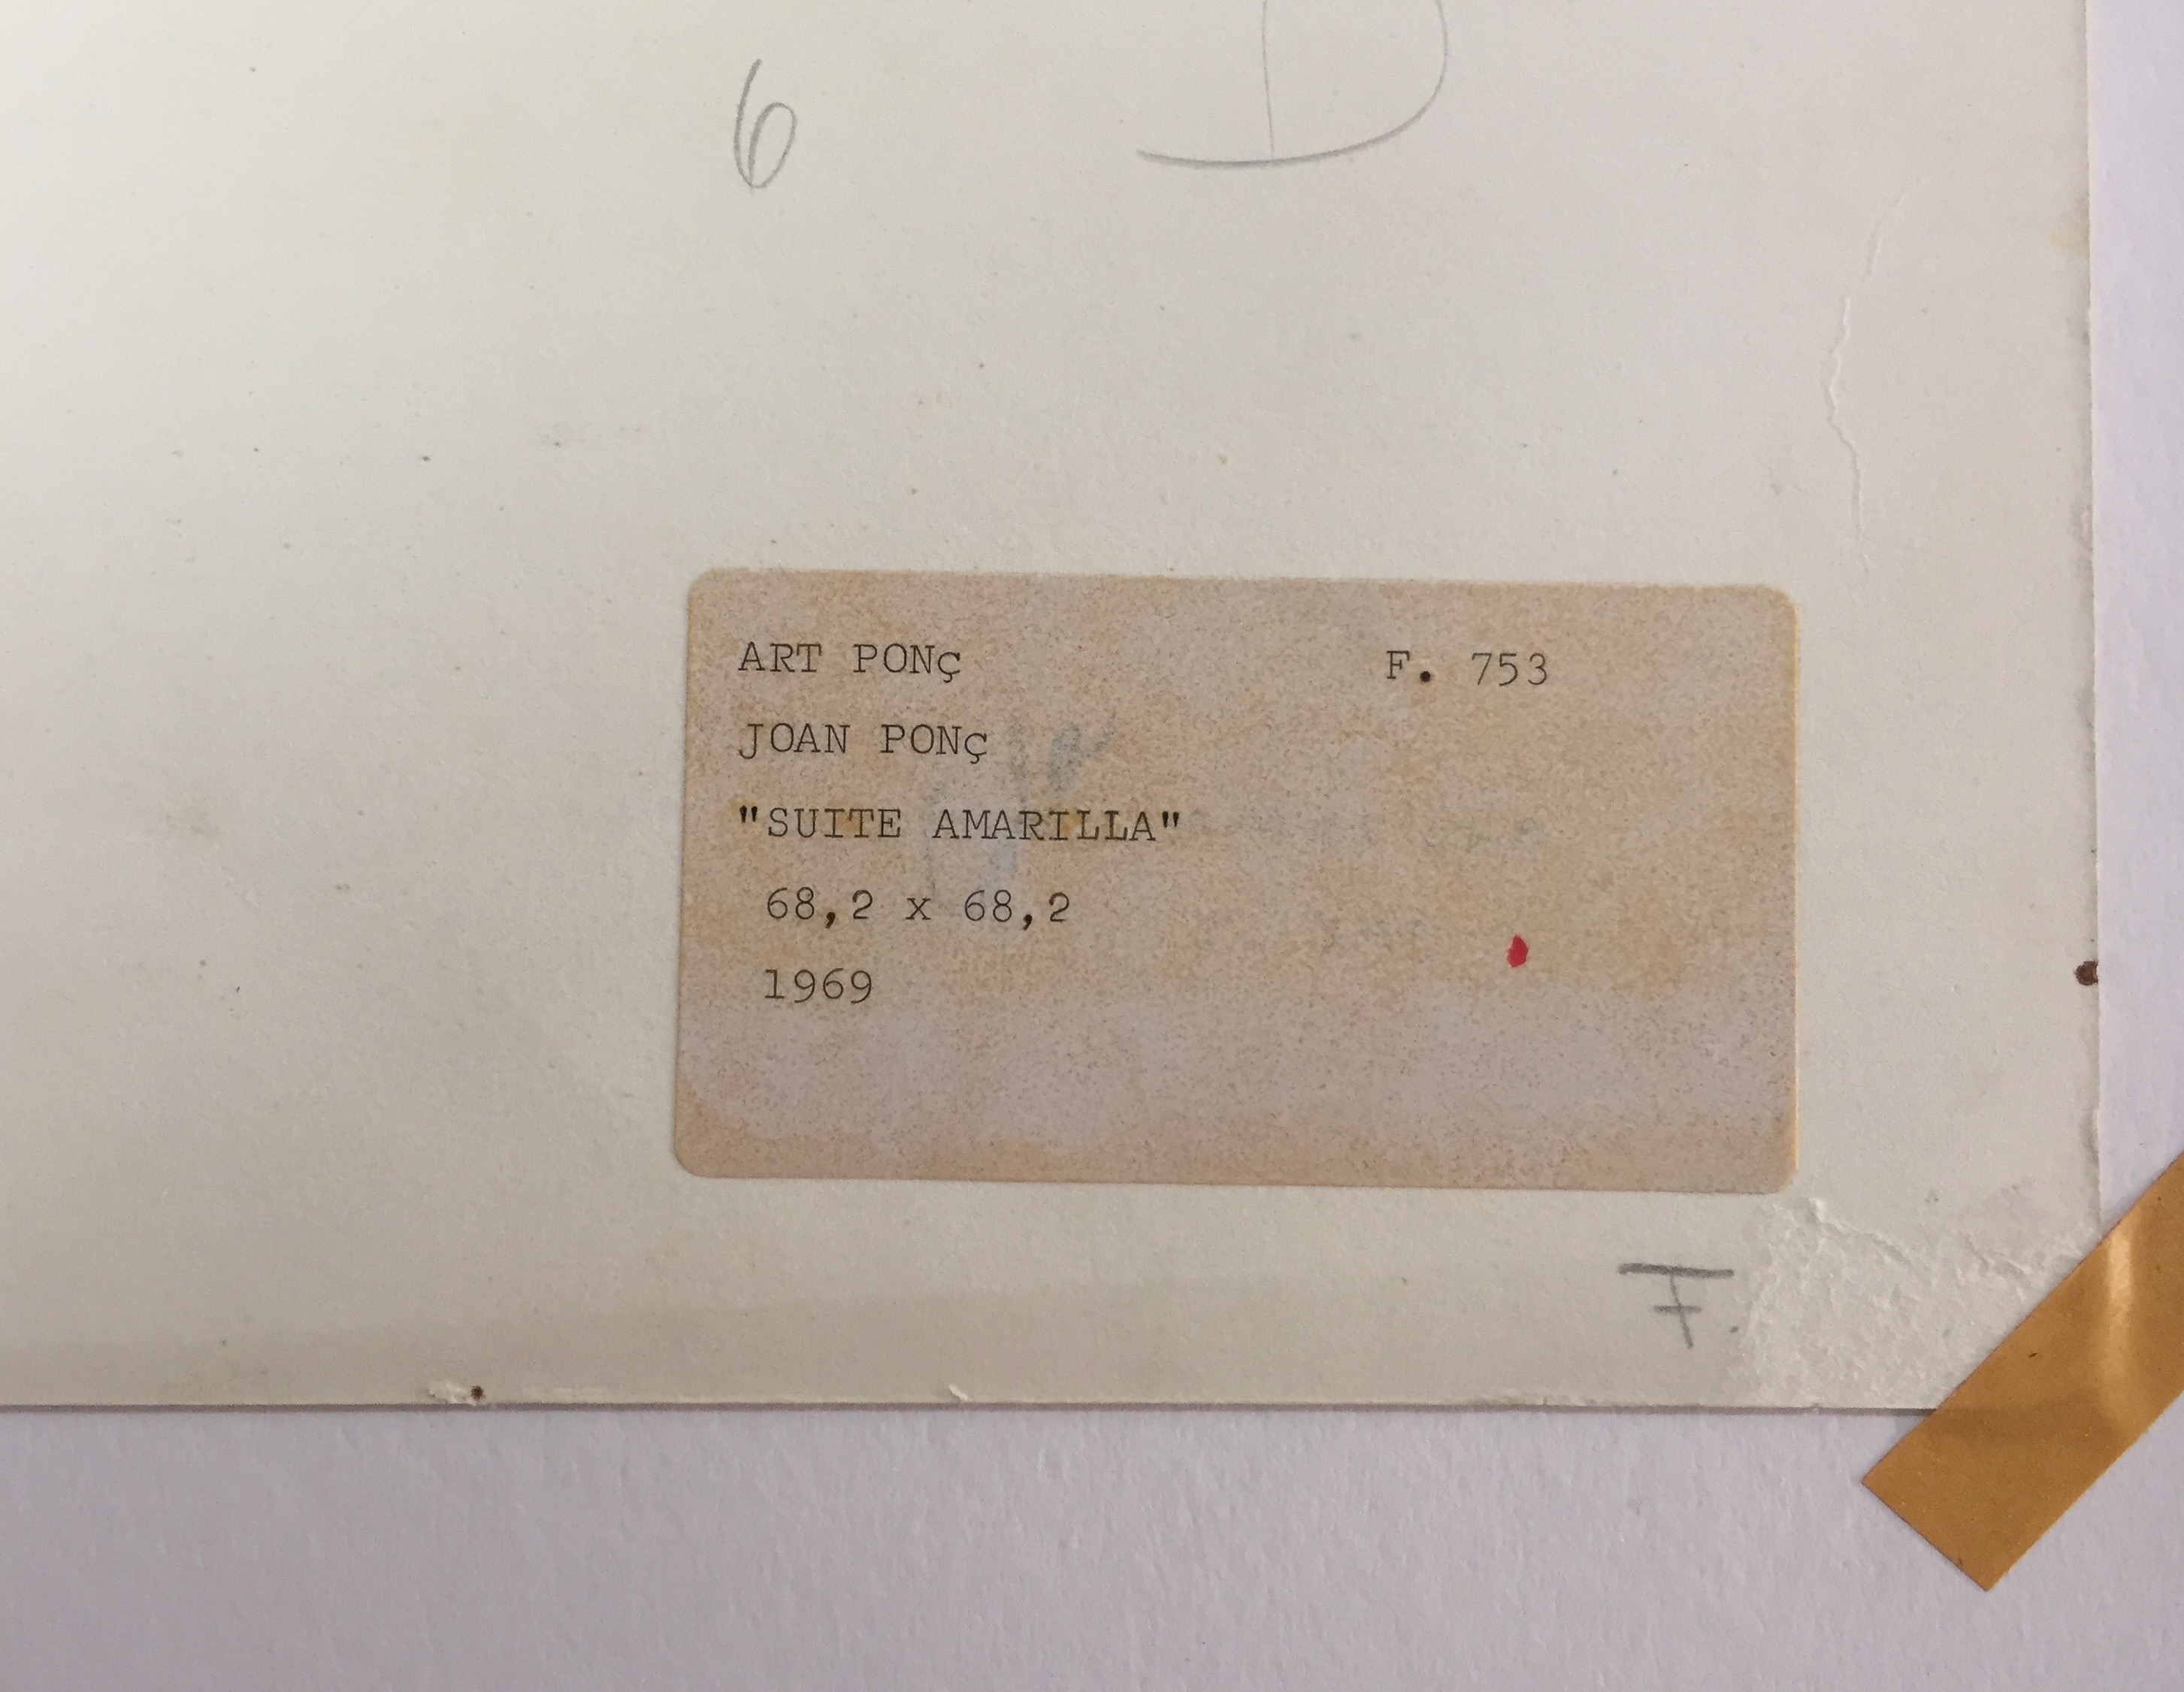 6 D
ART PONç F. 753
JOAN PONç
"SUITE AMARILLA"
68,2 x 68,2
1969
F.